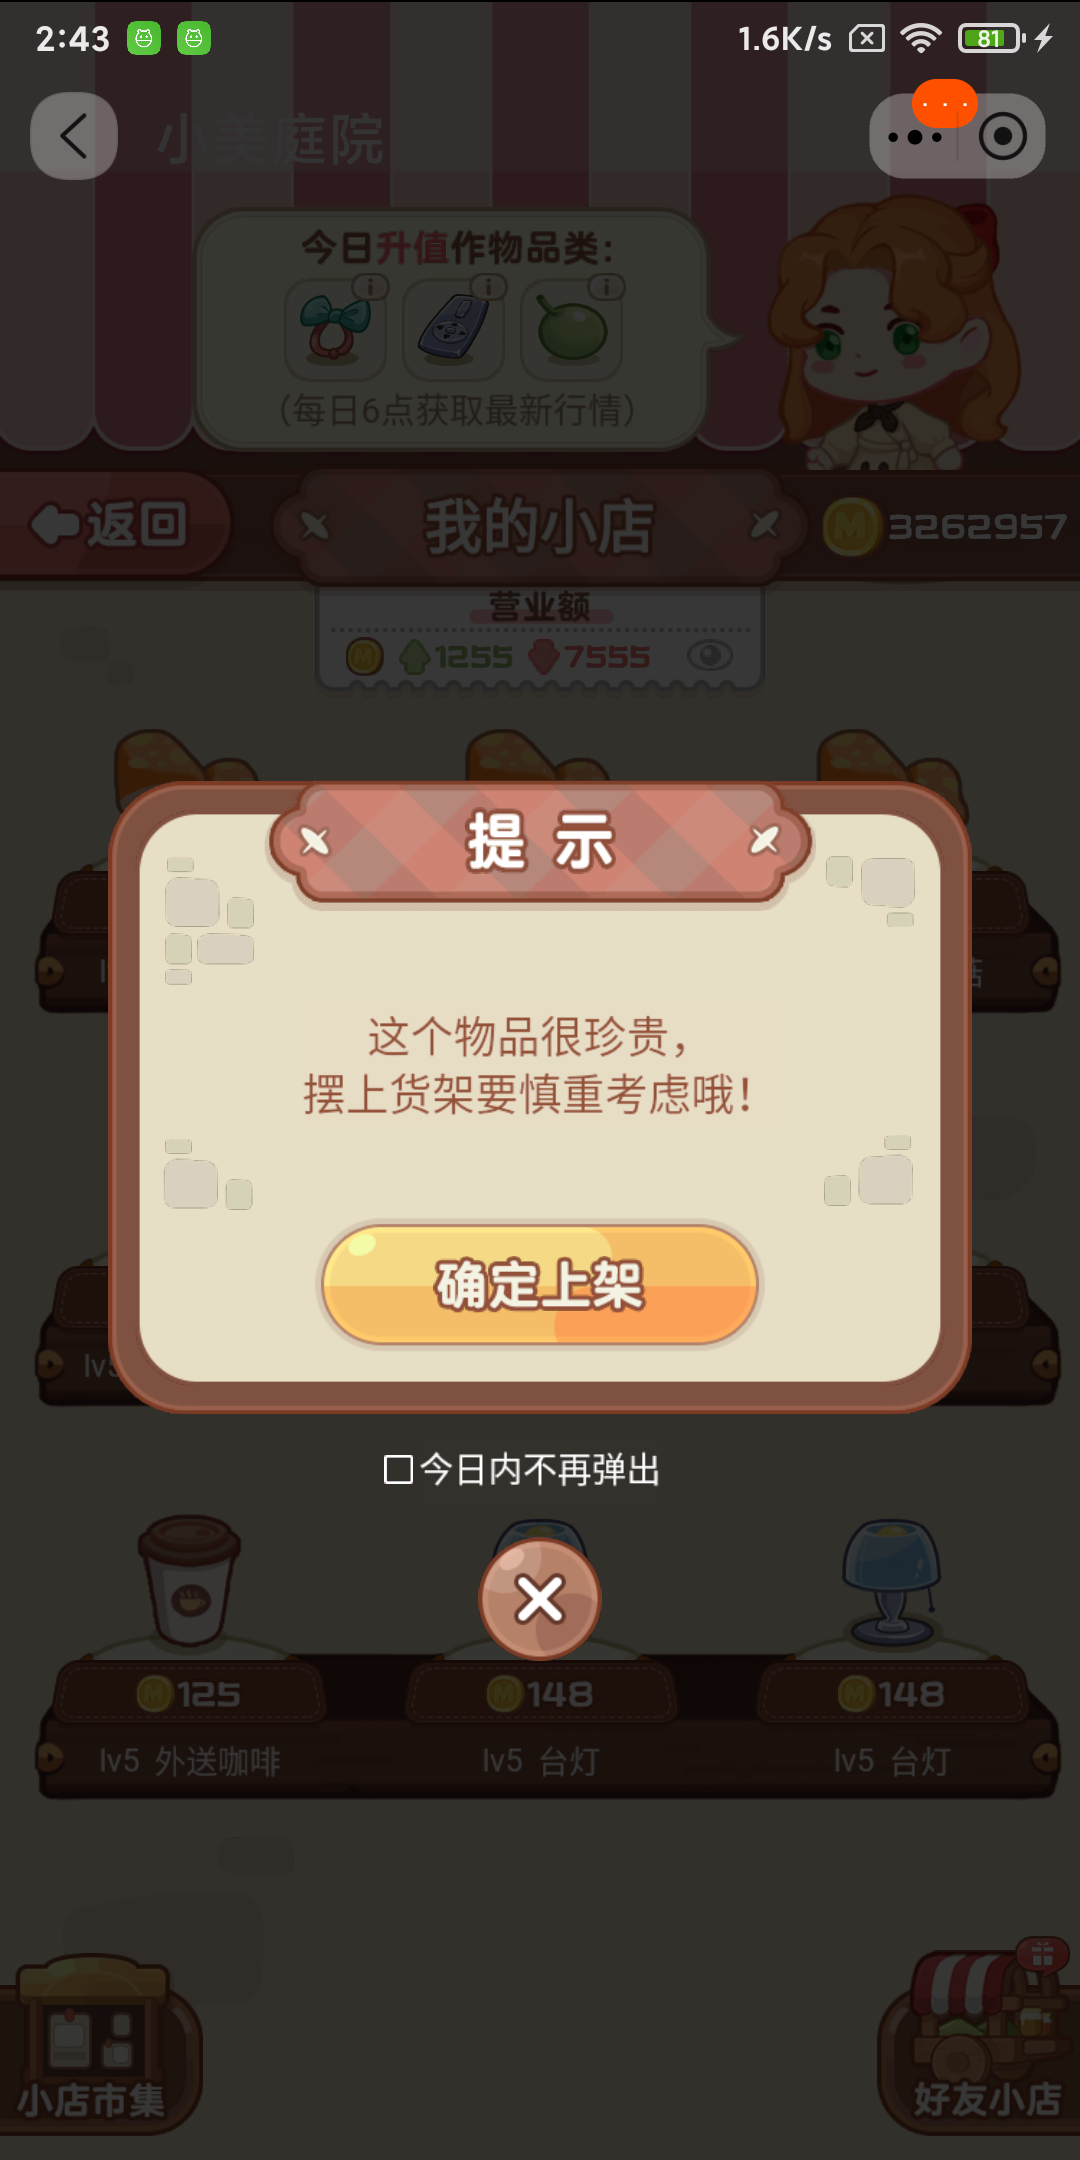 2:43
1.6K/s
81
小美庭院
今日升值作物品类:
(每日6点获取最新行情)
返回
我的小店
3262957
营业额
1255 7555
提示
这个物品很珍贵，
摆上货架要慎重考虑哦!
确定上架
lv5
今日内不再弹出
125 148 148
lv5 外送咖啡 lv5 台灯 lv5 台灯
小店市集
好友小店